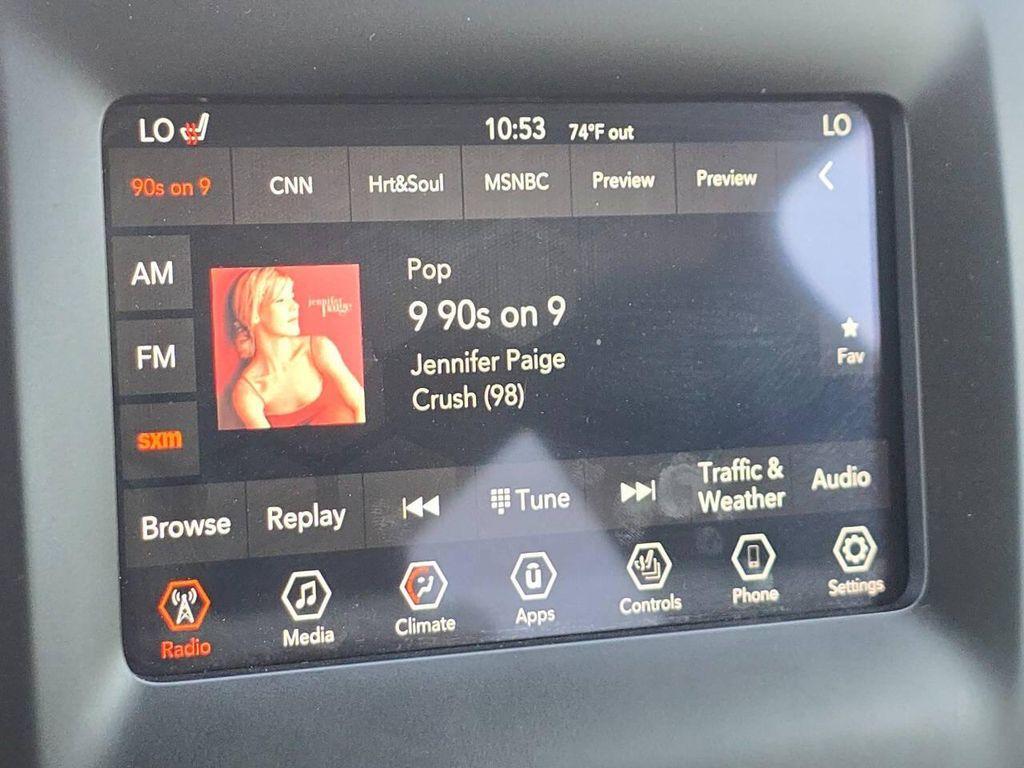 LO
10:53
74°F out
LO
90s on 9
CNN
Hrt&Soul
MSNBC
Preview
Preview
AM
FM
sxm
jennifer
paige
Pop
9 90s on 9
Jennifer Paige
Crush (98)
Fav
Browse
Replay
Tune
Traffic &
Weather
Audio
Radio
Media
Climate
Apps
Controls
Phone
Settings